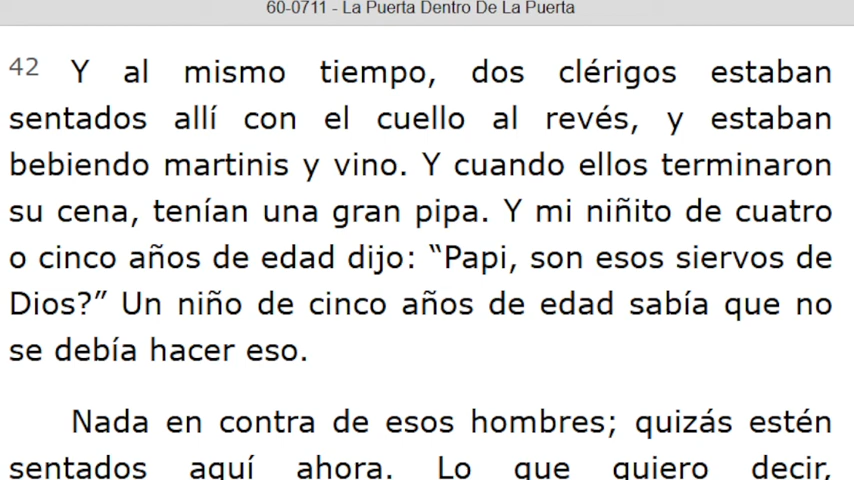 60-0711 - La Puerta Dentro De La Puerta
42 Y al mismo tiempo, dos clérigos estaban
sentados allí con el cuello al revés, y estaban
bebiendo martinis y vino. Y cuando ellos terminaron
su cena, tenían una gran pipa. Y mi niñito de cuatro
o cinco años de edad dijo: “Papi, son esos siervos de
Dios?” Un niño de cinco años de edad sabía que no
se debía hacer eso.
Nada en contra de esos hombres; quizás estén
sentados aquí ahora. Lo que quiero decir,